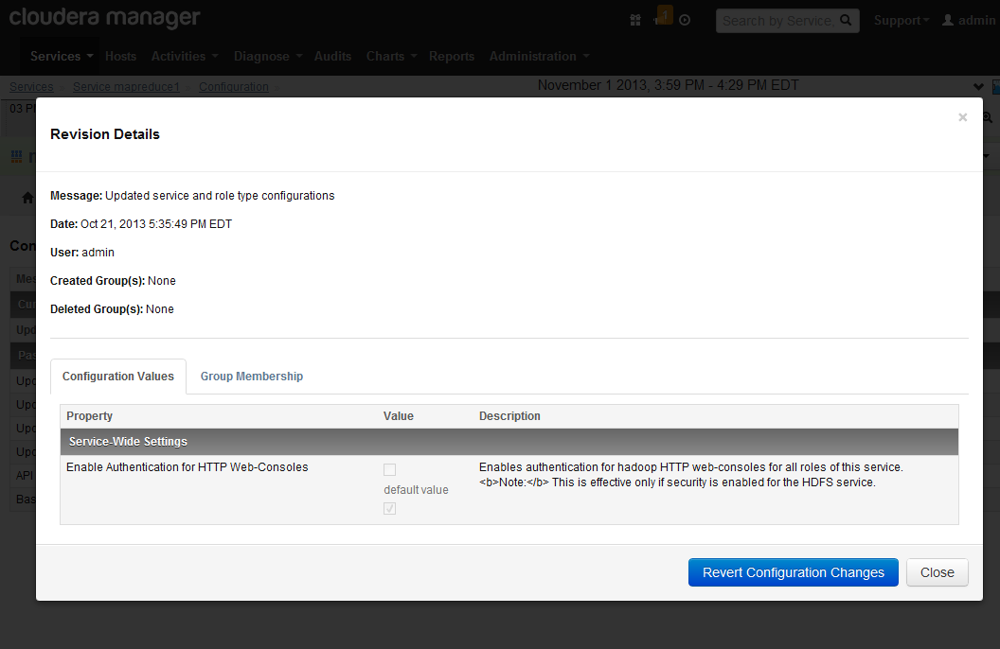 cloudera manager
1
Search by Service,
Support
admin
Services
Hosts
Activities
Diagnose
Audits
Charts
Reports
Administration
Services
Service mapreduce1
Configuration
November 1 2013, 3:59 PM - 4:29 PM EDT
Revision Details
×
Message: Updated service and role type configurations
Date: Oct 21, 2013 5:35:49 PM EDT
User: admin
Created Group(s): None
Deleted Group(s): None
Configuration Values
Group Membership
Property Value Description
Service-Wide Settings
Enable Authentication for HTTP Web-Consoles
default value
Enables authentication for hadoop HTTP web-consoles for all roles of this service.
<b>Note:</b> This is effective only if security is enabled for the HDFS service.
Revert Configuration Changes
Close